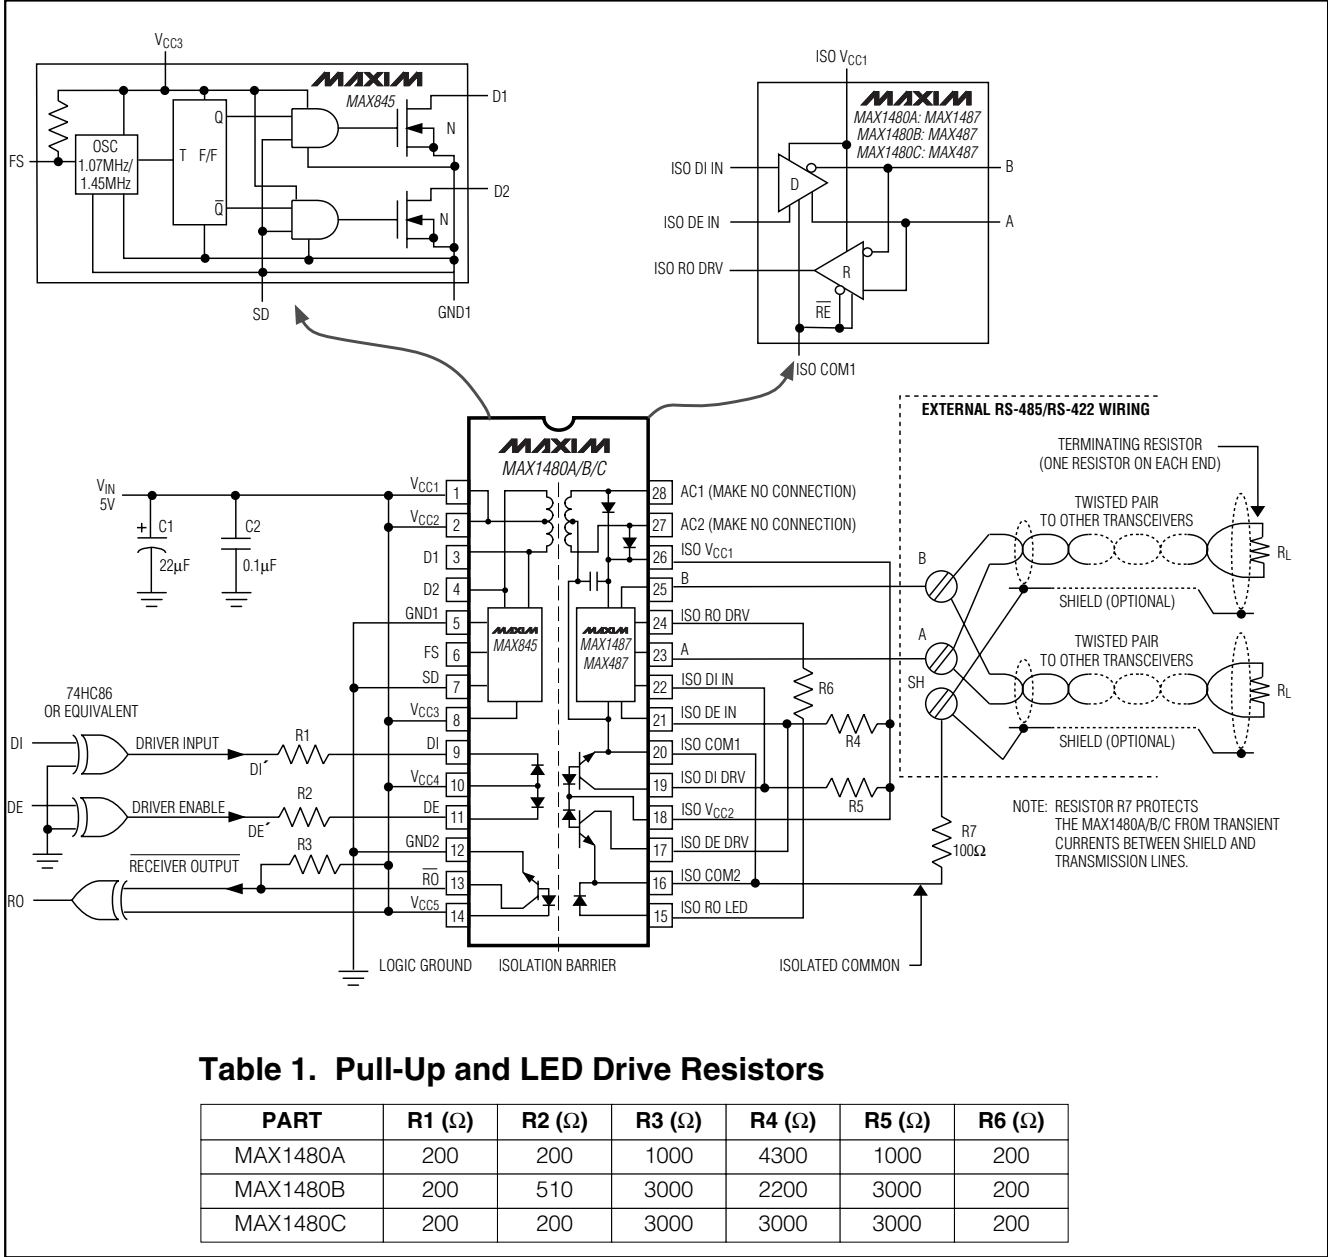 VCC3
MAXIM
MAX845
D1
N
Q
OSC
1.07MHz/
1.45MHz
T F/F
FS
D2
Q̅
N
SD
GND1
ISO VCC1
MAXIM
MAX1480A: MAX1487
MAX1480B: MAX487
MAX1480C: MAX487
ISO DI IN
B
D
ISO DE IN
A
ISO RO DRV
R
R̅E̅
ISO COM1
MAXIM
MAX1480A/B/C
VIN
5V
C1
22µF
+
C2
0.1µF
VCC1 1
VCC2 2
D1 3
D2 4
GND1 5
FS 6
SD 7
VCC3 8
DI 9
VCC4 10
DE 11
GND2 12
R̅O̅ 13
VCC5 14
MAXIM
MAX845
MAXIM
MAX1487
MAX487
28 AC1 (MAKE NO CONNECTION)
27 AC2 (MAKE NO CONNECTION)
26 ISO VCC1
25 B
24 ISO RO DRV
23 A
22 ISO DI IN
21 ISO DE IN
20 ISO COM1
19 ISO DI DRV
18 ISO VCC2
17 ISO DE DRV
16 ISO COM2
15 ISO RO LED
R6
R4
R5
74HC86
OR EQUIVALENT
DI
DRIVER INPUT
DI´
R1
DE
DRIVER ENABLE
DE´
R2
R3
R̅E̅C̅E̅I̅V̅E̅R̅ O̅U̅T̅P̅U̅T̅
RO
LOGIC GROUND
ISOLATION BARRIER
ISOLATED COMMON
EXTERNAL RS-485/RS-422 WIRING
TERMINATING RESISTOR
(ONE RESISTOR ON EACH END)
TWISTED PAIR
TO OTHER TRANSCEIVERS
B
RL
SHIELD (OPTIONAL)
A
TWISTED PAIR
TO OTHER TRANSCEIVERS
SH
RL
SHIELD (OPTIONAL)
R7
100Ω
NOTE: RESISTOR R7 PROTECTS
THE MAX1480A/B/C FROM TRANSIENT
CURRENTS BETWEEN SHIELD AND
TRANSMISSION LINES.
Table 1. Pull-Up and LED Drive Resistors
PART R1 (Ω) R2 (Ω) R3 (Ω) R4 (Ω) R5 (Ω) R6 (Ω)
MAX1480A 200 200 1000 4300 1000 200
MAX1480B 200 510 3000 2200 3000 200
MAX1480C 200 200 3000 3000 3000 200